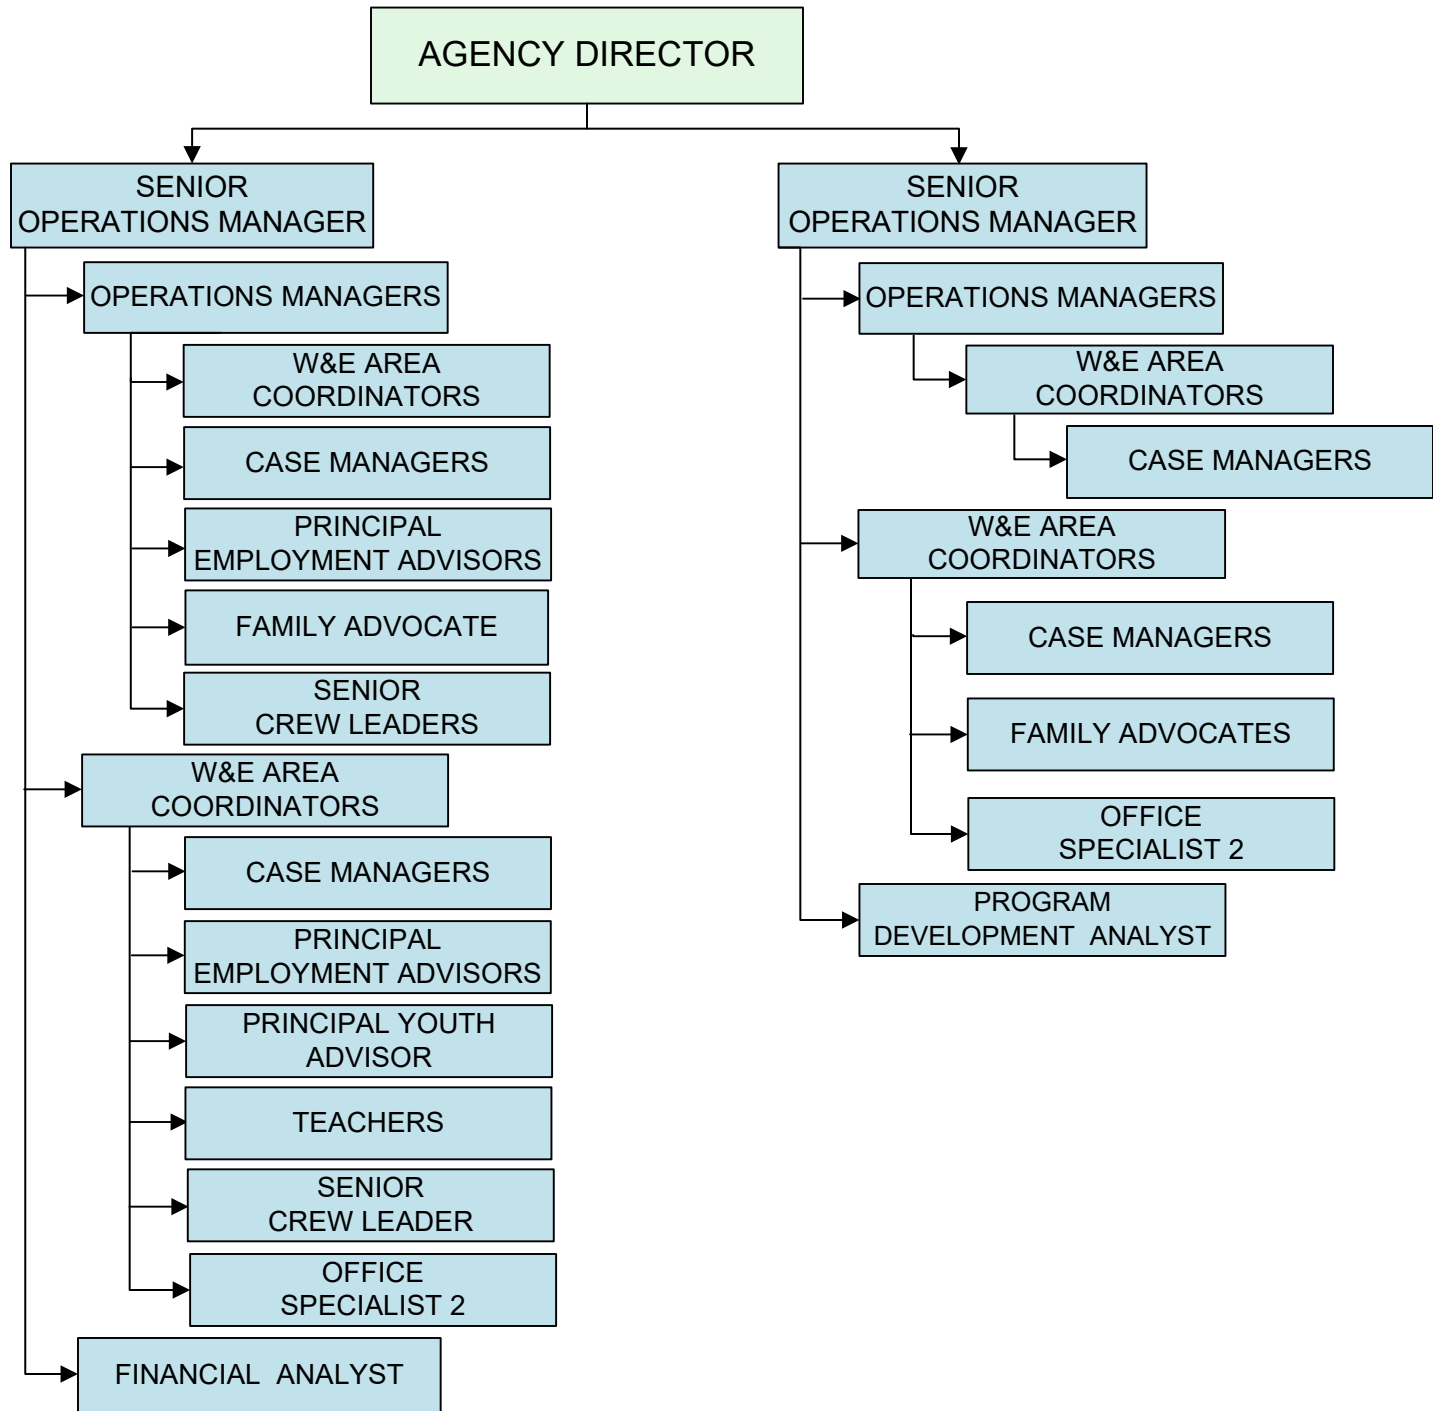 AGENCY DIRECTOR
SENIOR
OPERATIONS MANAGER
OPERATIONS MANAGERS
W&E AREA
COORDINATORS
CASE MANAGERS
PRINCIPAL
EMPLOYMENT ADVISORS
FAMILY ADVOCATE
SENIOR
CREW LEADERS
W&E AREA
COORDINATORS
CASE MANAGERS
PRINCIPAL
EMPLOYMENT ADVISORS
PRINCIPAL YOUTH
ADVISOR
TEACHERS
SENIOR
CREW LEADER
OFFICE
SPECIALIST 2
FINANCIAL ANALYST
SENIOR
OPERATIONS MANAGER
OPERATIONS MANAGERS
W&E AREA
COORDINATORS
CASE MANAGERS
W&E AREA
COORDINATORS
CASE MANAGERS
FAMILY ADVOCATES
OFFICE
SPECIALIST 2
PROGRAM
DEVELOPMENT ANALYST